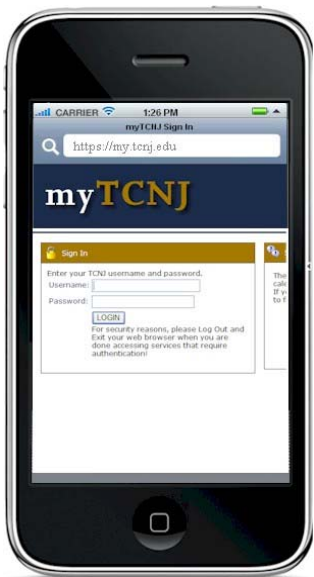 CARRIER 1:26 PM
myTCNJ Sign In
https://my.tcnj.edu
myTCNJ
Sign In
Enter your TCNJ username and password.
Username:
Password:
LOGIN
For security reasons, please Log Out and
Exit your web browser when you are
done accessing services that require
authentication!
The
cale
If y
to f